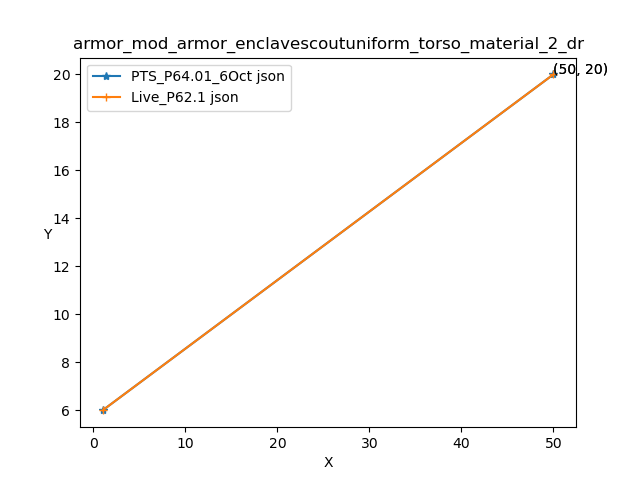 armor_mod_armor_enclavescoutuniform_torso_material_2_dr
PTS_P64.01_6Oct json
Live_P62.1 json
(50, 20)
20
18
16
14
12
10
8
6
Y
0 10 20 30 40 50
X